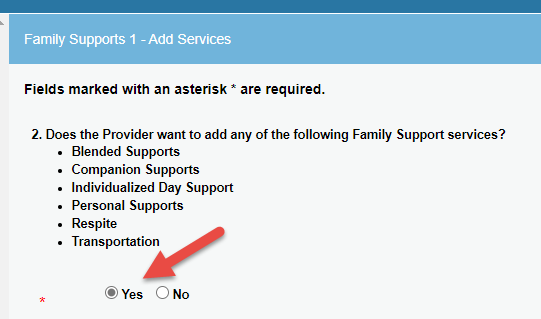 Family Supports 1 - Add Services
Fields marked with an asterisk * are required.
2. Does the Provider want to add any of the following Family Support services?
• Blended Supports
• Companion Supports
• Individualized Day Support
• Personal Supports
• Respite
• Transportation
* Yes No